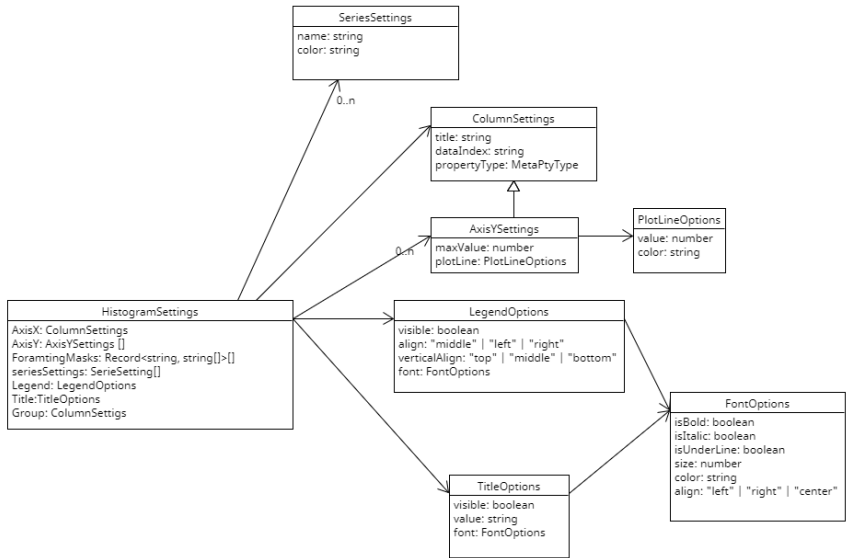 SeriesSettings
name: string
color: string
0..n
ColumnSettings
title: string
dataIndex: string
propertyType: MetaPtyType
AxisYSettings
maxValue: number
plotLine: PlotLineOptions
0..n
PlotLineOptions
value: number
color: string
HistogramSettings
AxisX: ColumnSettings
AxisY: AxisYSettings []
ForamtingMasks: Record<string, string[]>[]
seriesSettings: SerieSetting[]
Legend: LegendOptions
Title:TitleOptions
Group: ColumnSettigs
LegendOptions
visible: boolean
align: "middle" | "left" | "right"
verticalAlign: "top" | "middle" | "bottom"
font: FontOptions
FontOptions
isBold: boolean
isItalic: boolean
isUnderLine: boolean
size: number
color: string
align: "left" | "right" | "center"
TitleOptions
visible: boolean
value: string
font: FontOptions